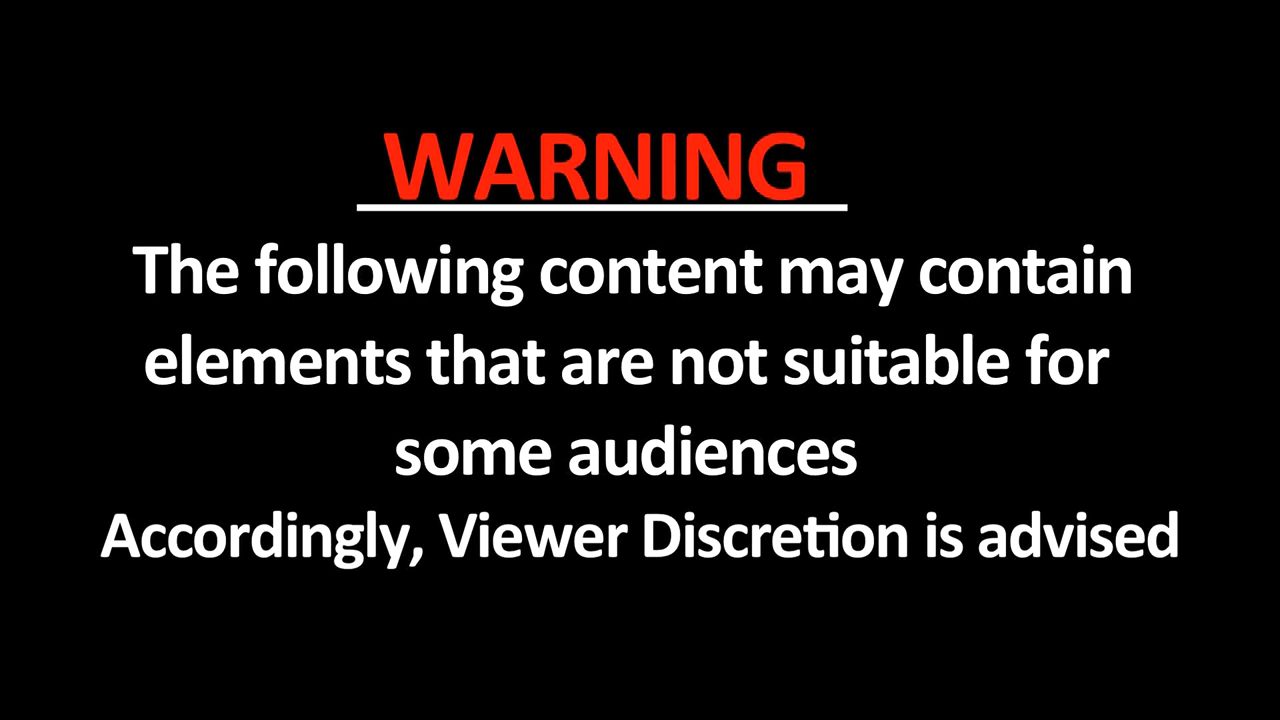 WARNING
The following content may contain
elements that are not suitable for
some audiences
Accordingly, Viewer Discretion is advised